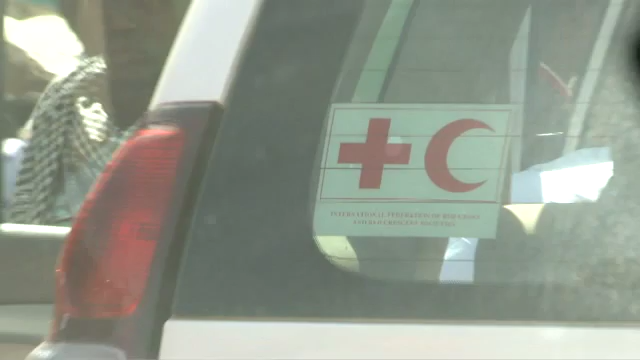 INTERNATIONAL FEDERATION OF RED CROSS
AND RED CRESCENT SOCIETIES